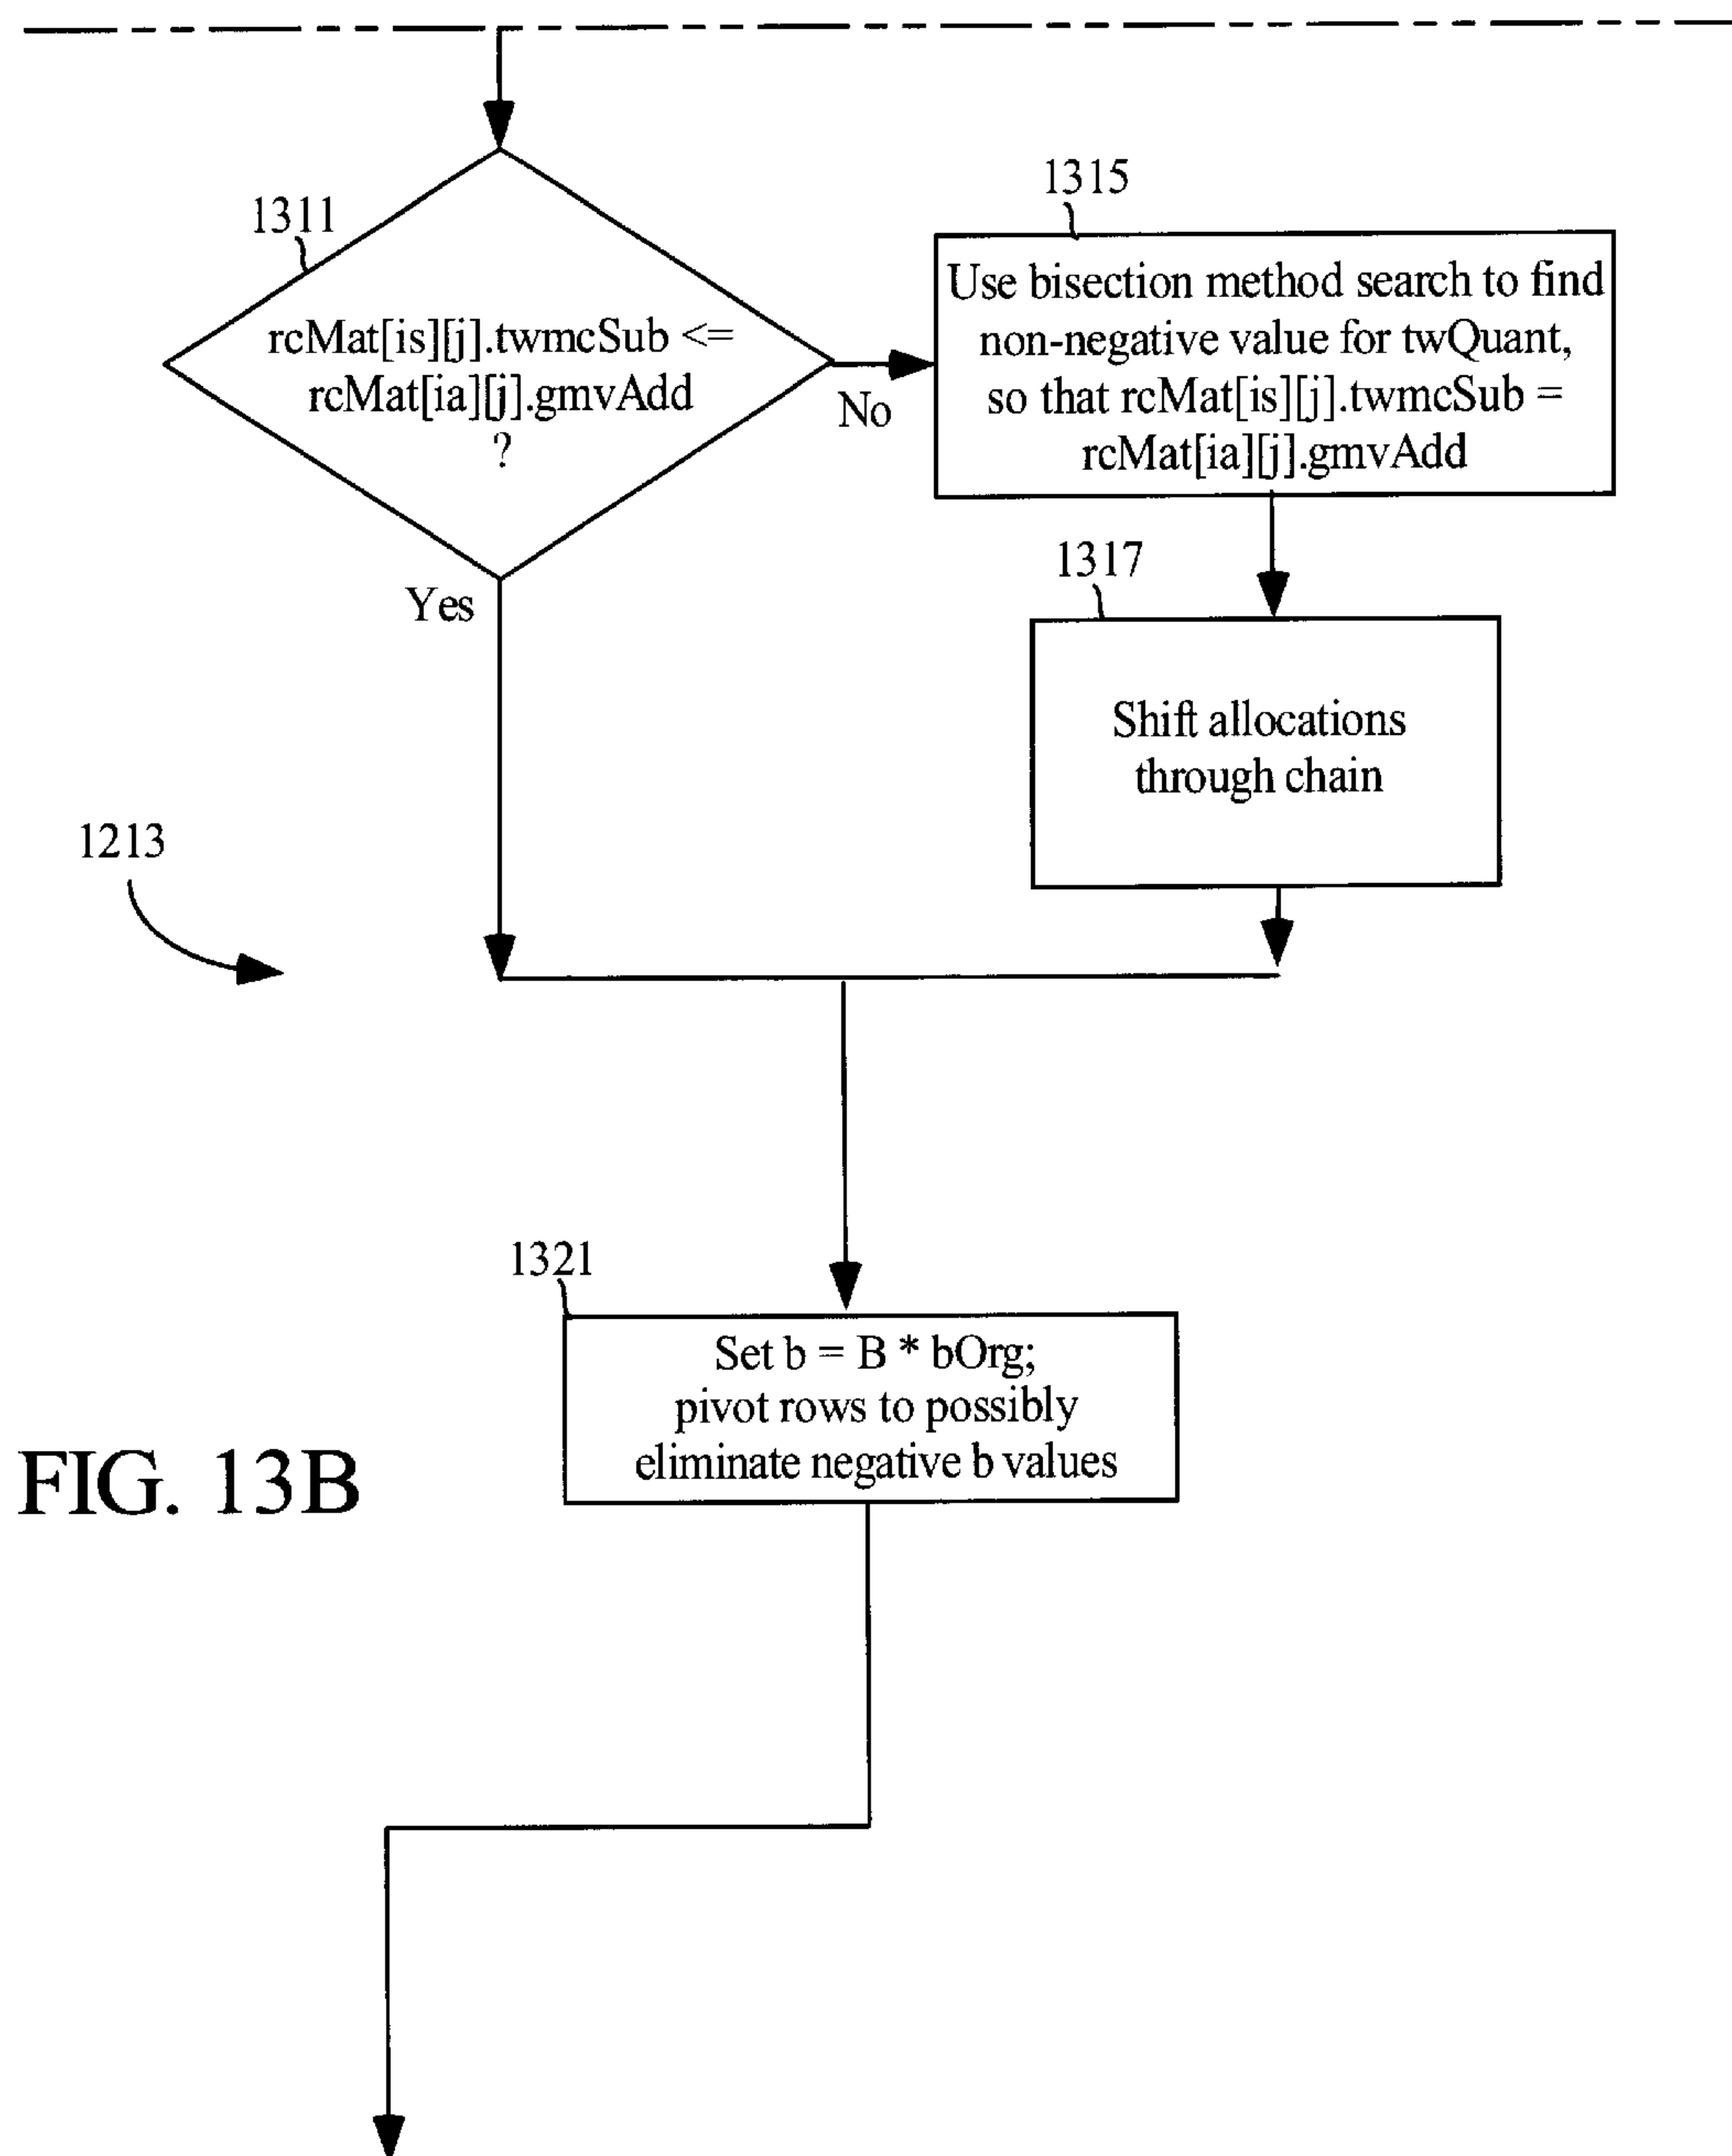 1311
rcMat[is][j].twmcSub <=
rcMat[ia][j].gmvAdd
?
No
Yes
1315
Use bisection method search to find
non-negative value for twQuant,
so that rcMat[is][j].twmcSub =
rcMat[ia][j].gmvAdd
1317
Shift allocations
through chain
1213
1321
Set b = B * bOrg;
pivot rows to possibly
eliminate negative b values
FIG. 13B